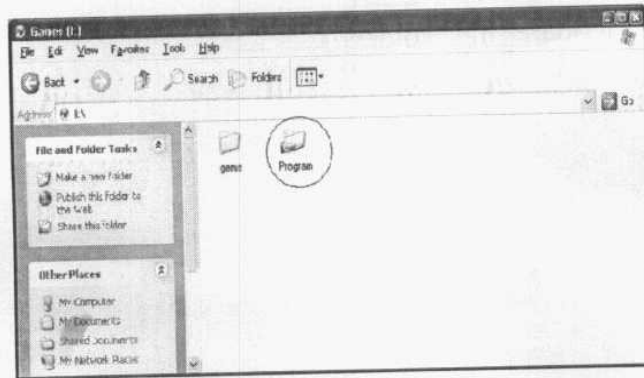 Games (I:)
File Edit View Favorites Tools Help
Back Search Folders
Address I:\ Go
File and Folder Tasks
Make a new folder
Publish this folder to
the Web
Share this folder
Other Places
My Computer
My Documents
Shared Documents
My Network Places
Program